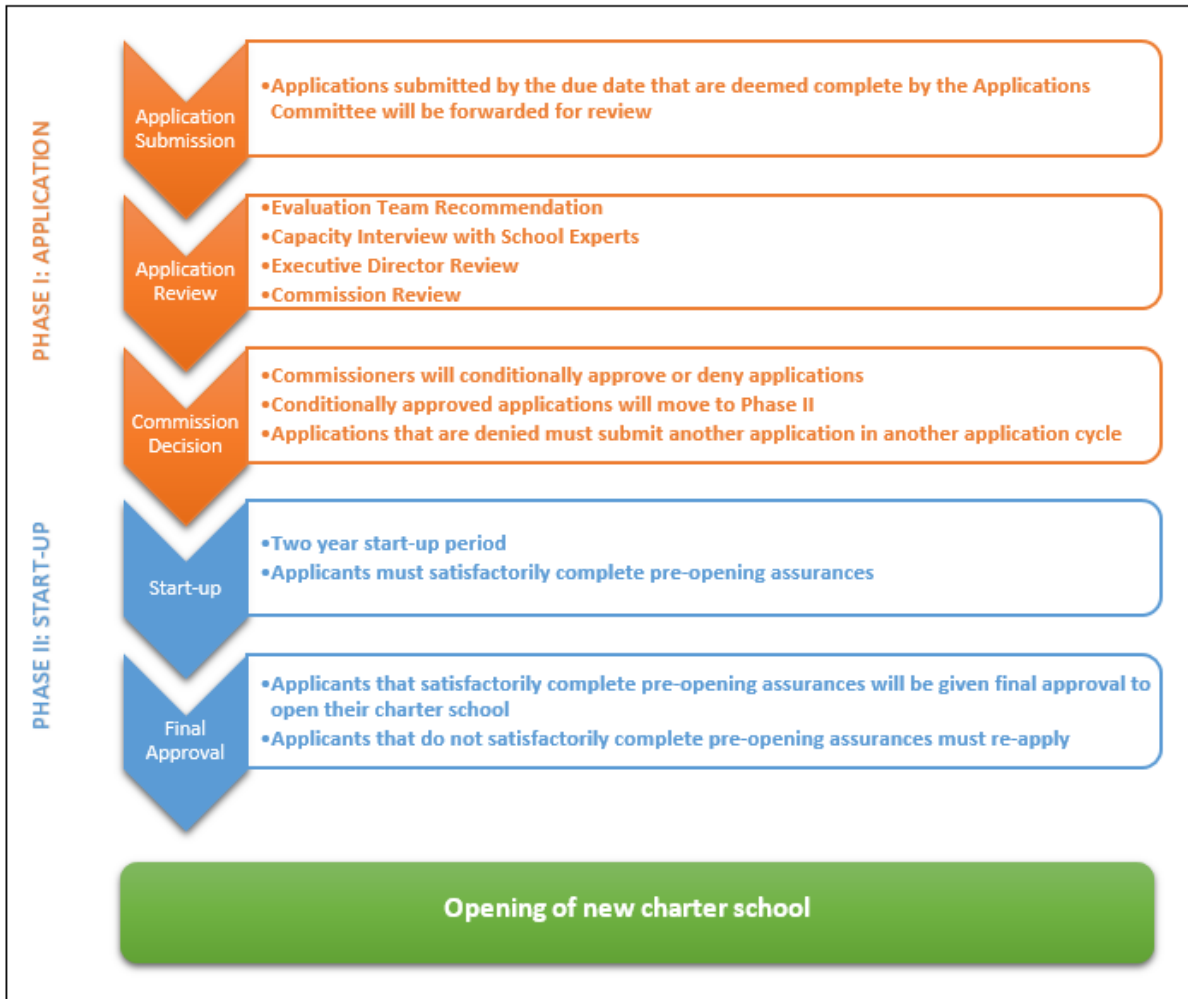 PHASE I: APPLICATION
Application
Submission
•Applications submitted by the due date that are deemed complete by the Applications
Committee will be forwarded for review
Application
Review
•Evaluation Team Recommendation
•Capacity Interview with School Experts
•Executive Director Review
•Commission Review
Commission
Decision
•Commissioners will conditionally approve or deny applications
•Conditionally approved applications will move to Phase II
•Applications that are denied must submit another application in another application cycle
PHASE II: START-UP
Start-up
•Two year start-up period
•Applicants must satisfactorily complete pre-opening assurances
Final
Approval
•Applicants that satisfactorily complete pre-opening assurances will be given final approval to
open their charter school
•Applicants that do not satisfactorily complete pre-opening assurances must re-apply
Opening of new charter school